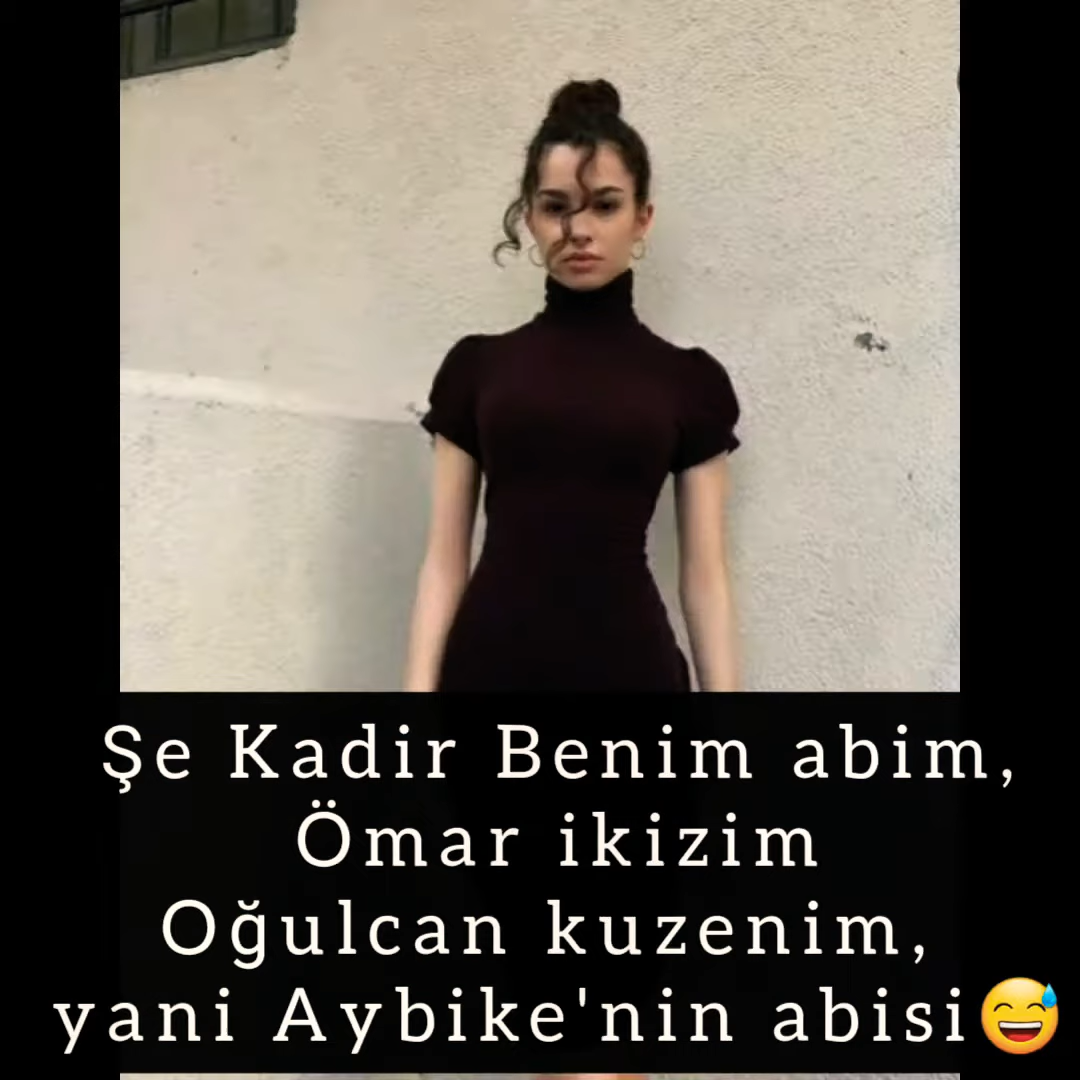 Şe Kadir Benim abim,
Ömar ikizim
Oğulcan kuzenim,
yani Aybike'nin abisi😅